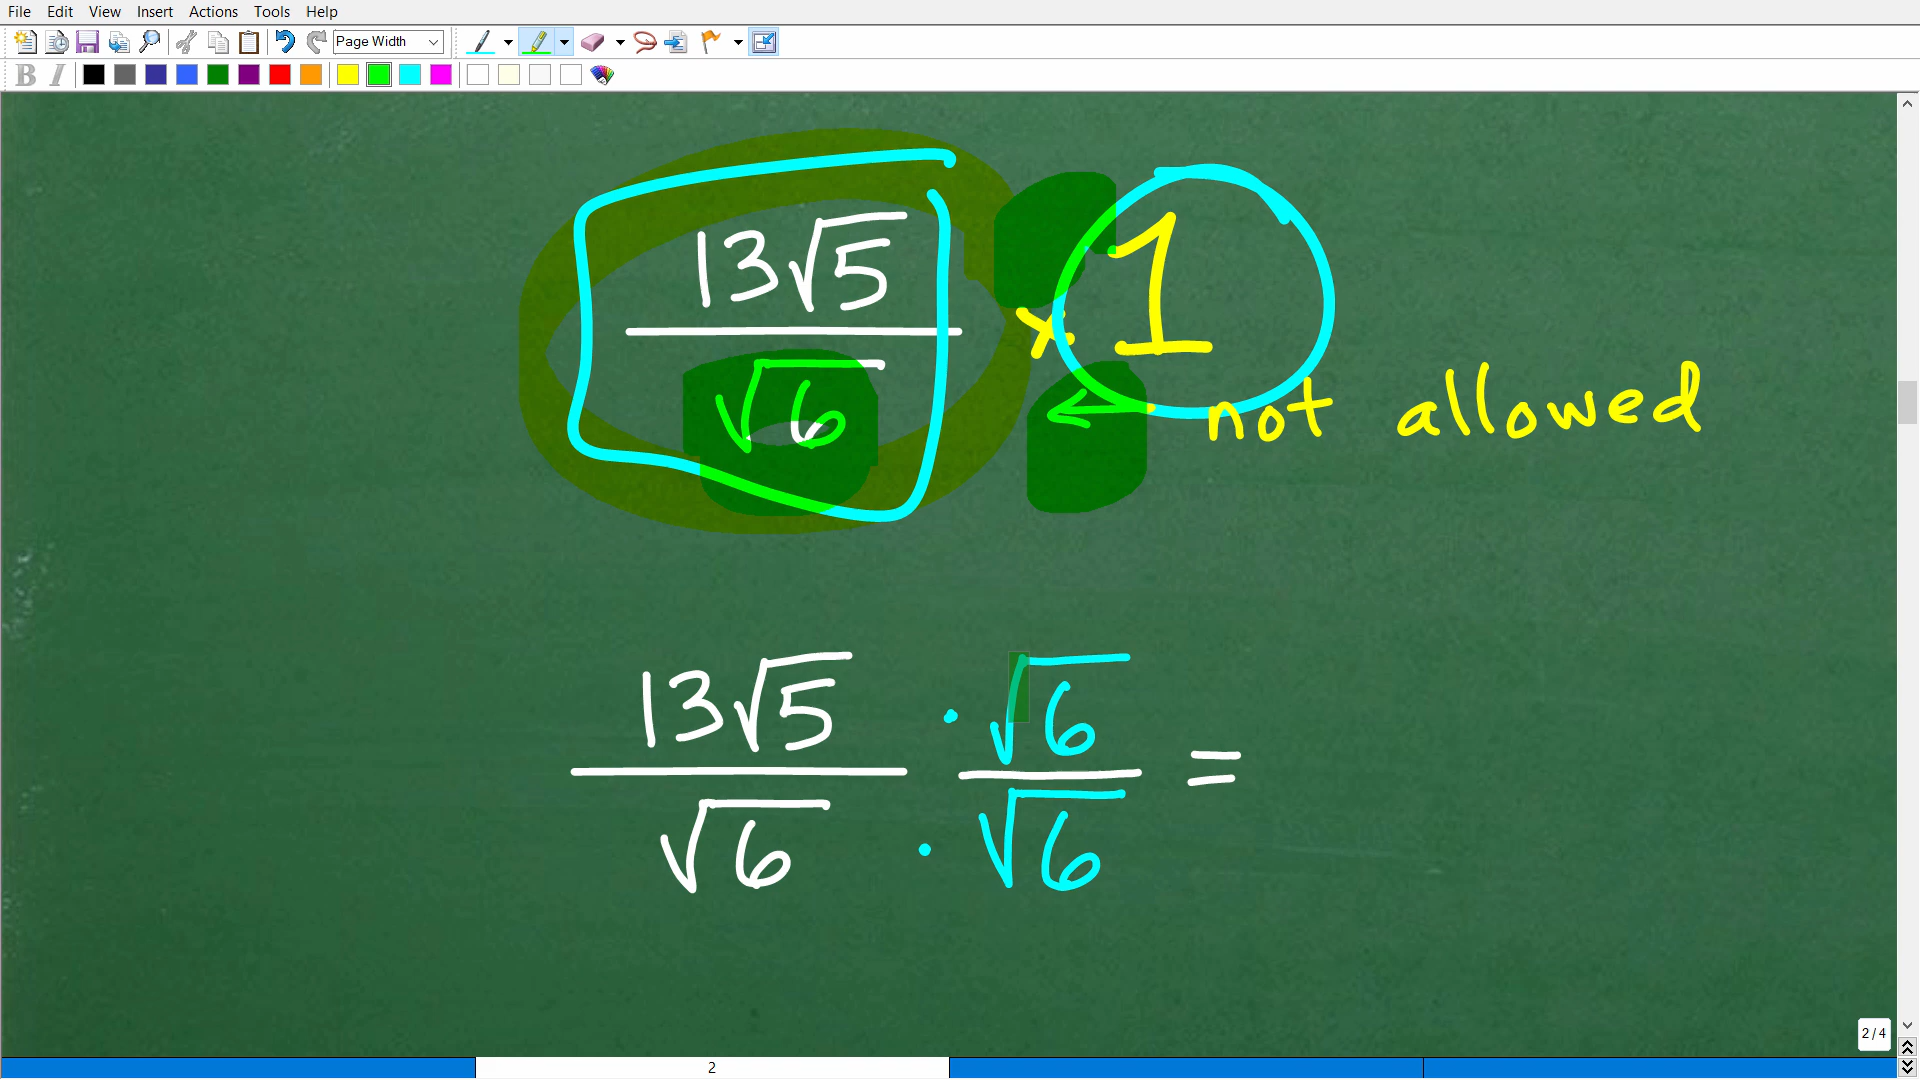 File Edit View Insert Actions Tools Help
Page Width
B I
13√5
× 1
√6
← not allowed
13√5 · √6
=
√6 · √6
2 / 4
2